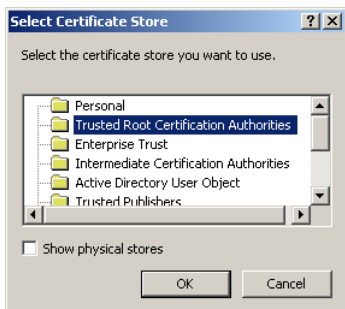 Select Certificate Store
Select the certificate store you want to use.
Personal
Trusted Root Certification Authorities
Enterprise Trust
Intermediate Certification Authorities
Active Directory User Object
Trusted Publishers
Show physical stores
OK Cancel